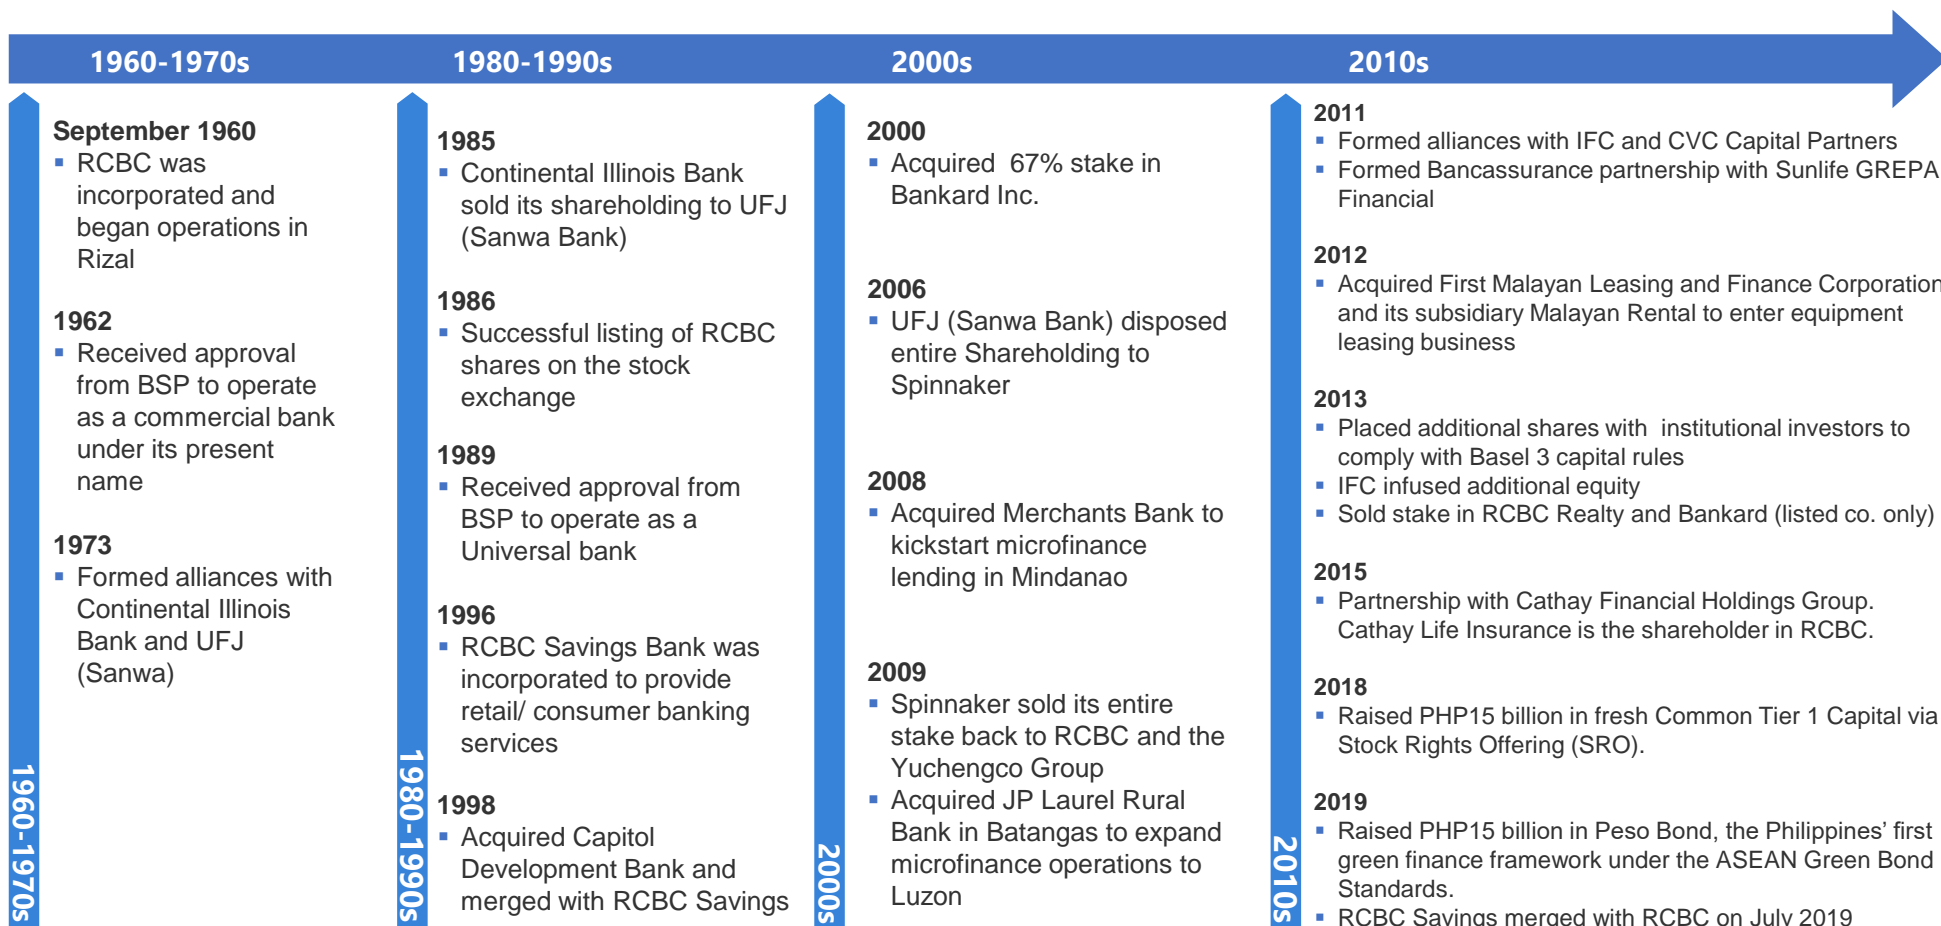 1960-1970s
1980-1990s
2000s
2010s
September 1960
▪ RCBC was
incorporated and
began operations in
Rizal
1962
▪ Received approval
from BSP to operate
as a commercial bank
under its present
name
1973
▪ Formed alliances with
Continental Illinois
Bank and UFJ
(Sanwa)
1960-1970s
1985
▪ Continental Illinois Bank
sold its shareholding to UFJ
(Sanwa Bank)
1986
▪ Successful listing of RCBC
shares on the stock
exchange
1989
▪ Received approval from
BSP to operate as a
Universal bank
1996
▪ RCBC Savings Bank was
incorporated to provide
retail/ consumer banking
services
1998
▪ Acquired Capitol
Development Bank and
merged with RCBC Savings
1980-1990s
2000
▪ Acquired 67% stake in
Bankard Inc.
2006
▪ UFJ (Sanwa Bank) disposed
entire Shareholding to
Spinnaker
2008
▪ Acquired Merchants Bank to
kickstart microfinance
lending in Mindanao
2009
▪ Spinnaker sold its entire
stake back to RCBC and the
Yuchengco Group
▪ Acquired JP Laurel Rural
Bank in Batangas to expand
microfinance operations to
Luzon
2000s
2011
▪ Formed alliances with IFC and CVC Capital Partners
▪ Formed Bancassurance partnership with Sunlife GREPA
Financial
2012
▪ Acquired First Malayan Leasing and Finance Corporation
and its subsidiary Malayan Rental to enter equipment
leasing business
2013
▪ Placed additional shares with institutional investors to
comply with Basel 3 capital rules
▪ IFC infused additional equity
▪ Sold stake in RCBC Realty and Bankard (listed co. only)
2015
▪ Partnership with Cathay Financial Holdings Group.
Cathay Life Insurance is the shareholder in RCBC.
2018
▪ Raised PHP15 billion in fresh Common Tier 1 Capital via
Stock Rights Offering (SRO).
2019
▪ Raised PHP15 billion in Peso Bond, the Philippines’ first
green finance framework under the ASEAN Green Bond
Standards.
▪ RCBC Savings merged with RCBC on July 2019
2010s